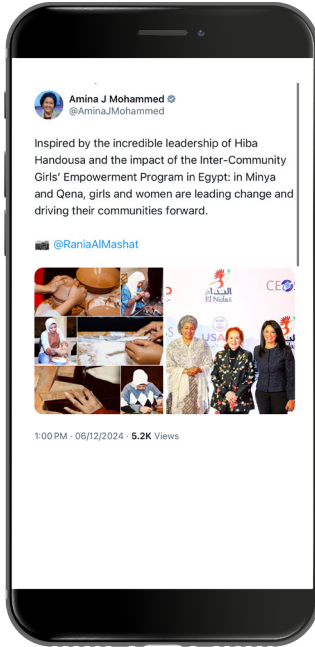 Amina J Mohammed
@AminaJMohammed
Inspired by the incredible leadership of Hiba
Handousa and the impact of the Inter-Community
Girls' Empowerment Program in Egypt: in Minya
and Qena, girls and women are leading change and
driving their communities forward.
@RaniaAlMashat
النداء
El Nidaa
USA
1:00 PM · 06/12/2024 · 5.2K Views